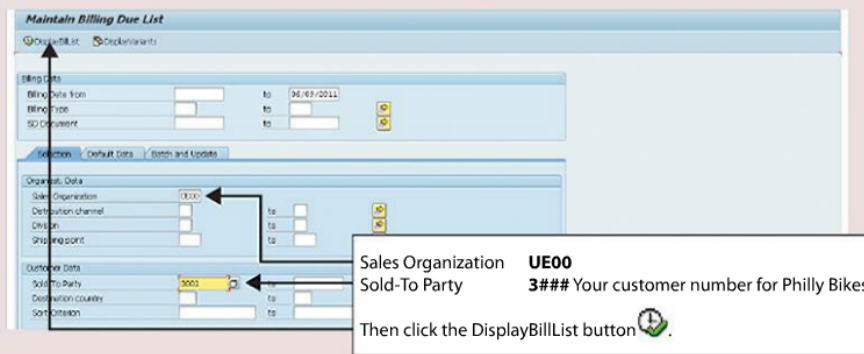 Maintain Billing Due List
DisplayBillList DisplayVariants
Billing Data
Billing Date from to 06/09/2011
Billing Type to
SD Document to
Selection Default Data Batch and Update
Organizat. Data
Sales Organization UE00
Distribution channel to
Division to
Shipping point to
Customer Data
Sold-To Party 3001 to
Destination country to
Sort Criterion to
Sales Organization UE00
Sold-To Party 3### Your customer number for Philly Bikes
Then click the DisplayBillList button .